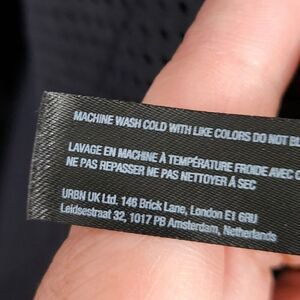 MACHINE WASH COLD WITH LIKE COLORS DO NOT
LAVAGE EN MACHINE À TEMPÉRATURE FROIDE AVEC
NE PAS REPASSER NE PAS NETTOYER À SEC
URBN UK Ltd. 146 Brick Lane, London E1 6RU
Leidsestraat 32, 1017 PB Amsterdam, Netherlands